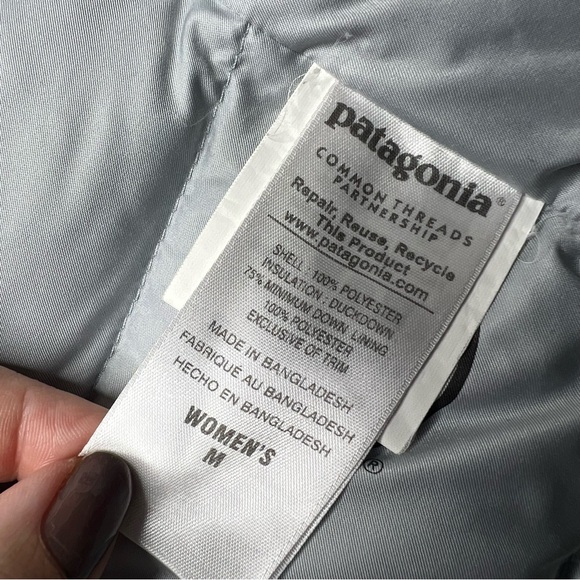 patagonia®
COMMON THREADS
PARTNERSHIP
Repair, Reuse, Recycle
This Product
www.patagonia.com
SHELL : 100% POLYESTER
INSULATION : DUCKDOWN
75% MINIMUM DOWN, LINING
100% POLYESTER
EXCLUSIVE OF TRIM
MADE IN BANGLADESH
FABRIQUÉ AU BANGLADESH
HECHO EN BANGLADESH
WOMEN'S
M
®